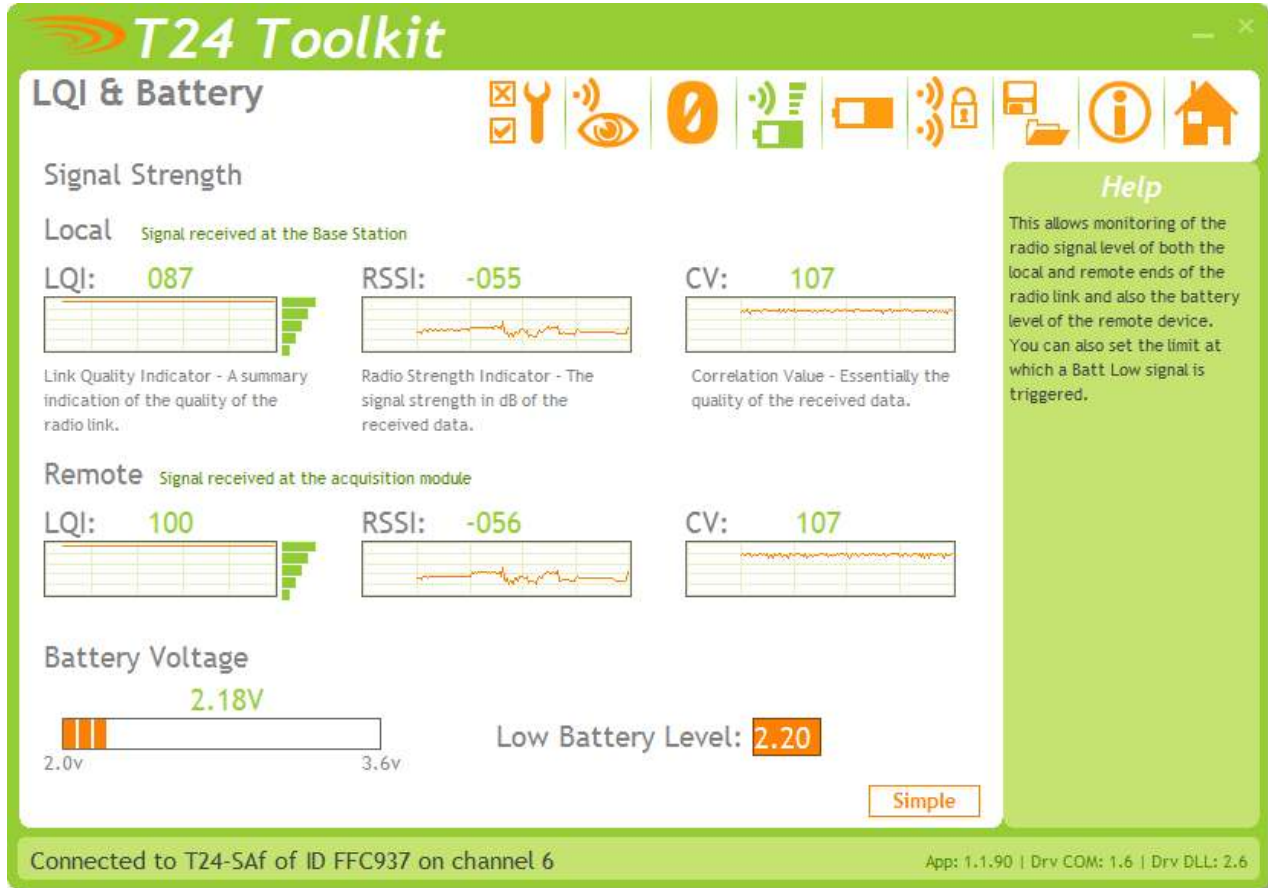 T24 Toolkit
LQI & Battery
Signal Strength
Local Signal received at the Base Station
LQI: 087 RSSI: -055 CV: 107
Link Quality Indicator - A summary
indication of the quality of the
radio link.
Radio Strength Indicator - The
signal strength in dB of the
received data.
Correlation Value - Essentially the
quality of the received data.
Remote Signal received at the acquisition module
LQI: 100 RSSI: -056 CV: 107
Battery Voltage
2.18V
2.0v 3.6v
Low Battery Level: 2.20
Simple
Help
This allows monitoring of the
radio signal level of both the
local and remote ends of the
radio link and also the battery
level of the remote device.
You can also set the limit at
which a Batt Low signal is
triggered.
Connected to T24-SAf of ID FFC937 on channel 6
App: 1.1.90 | Drv COM: 1.6 | Drv DLL: 2.6